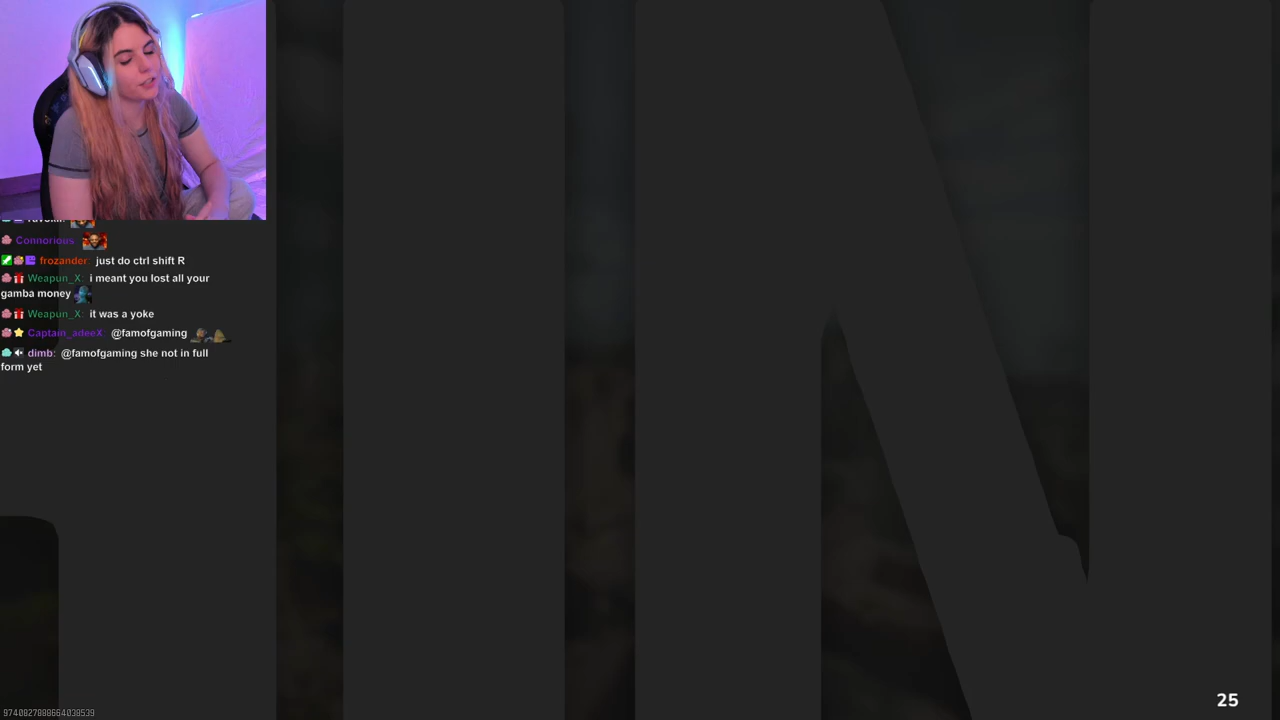 Connorious
frozander: just do ctrl shift R
Weapun_X: i meant you lost all your
gamba money
Weapun_X: it was a yoke
Captain_adeeX: @famofgaming
dimb: @famofgaming she not in full
form yet
25
9740827888664038539